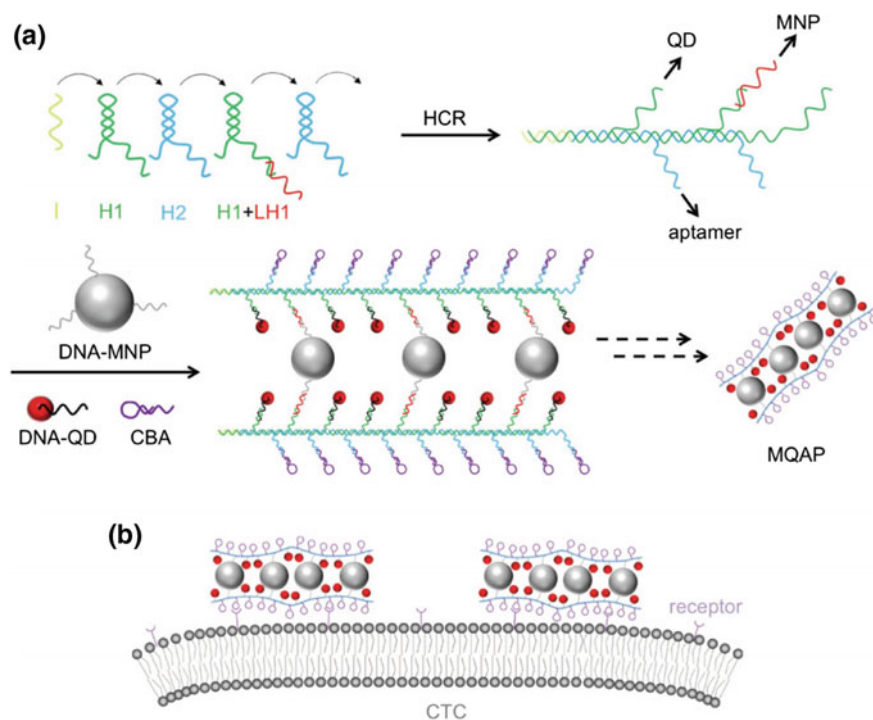 (a)
QD
MNP
HCR
I H1 H2 H1+LH1
aptamer
DNA-MNP
DNA-QD CBA
MQAP
(b)
receptor
CTC